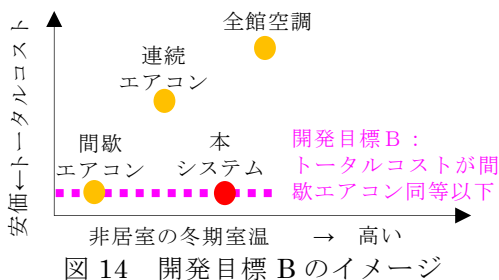 全館空調
連続
エアコン
間歇
エアコン
本
システム
開発目標B：
トータルコストが間
歇エアコン同等以下
安価←トータルコスト
非居室の冬期室温　→　高い
図 14　開発目標 B のイメージ